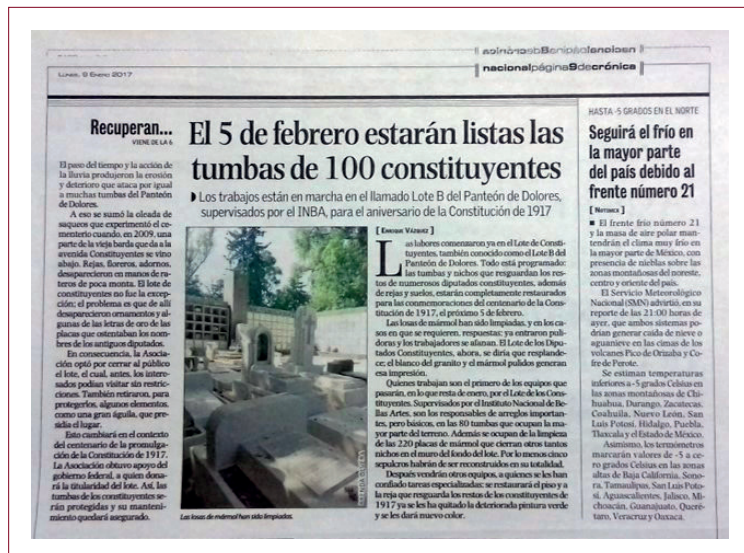 nacionalpágina9decrónica
LUNES, 9 ENERO 2017
Recuperan...
VIENE DE LA 6
El paso del tiempo y la acción de
la lluvia produjeron la erosión
y deterioro que ataca por igual
a muchas tumbas del Panteón
de Dolores.
A eso se sumó la oleada de
saqueos que experimentó el ce-
menterio cuando, en 2009, una
parte de la vieja barda que da a la
avenida Constituyentes se vino
abajo. Rejas, floreros, adornos,
desaparecieron en manos de ra-
teros de poca monta. El lote de
constituyentes no fue la excep-
ción; el problema es que de allí
desaparecieron ornamentos y al-
gunas de las letras de oro de las
placas que ostentaban los nom-
bres de los antiguos diputados.
En consecuencia, la Asocia-
ción optó por cerrar al público
el lote, el cual, antes, los intere-
sados podían visitar sin restric-
ciones. También retiraron, para
protegerlos, algunos elementos,
como una gran águila, que pre-
sidía el lugar.
Esto cambiará en el contexto
del centenario de la promulga-
ción de la Constitución de 1917.
La Asociación obtuvo apoyo del
gobierno federal, a quien dona-
rá la titularidad del lote. Así, las
tumbas de los constituyentes se-
rán protegidas y su manteni-
miento quedará asegurado.
El 5 de febrero estarán listas las
tumbas de 100 constituyentes
Los trabajos están en marcha en el llamado Lote B del Panteón de Dolores,
supervisados por el INBA, para el aniversario de la Constitución de 1917
Las losas de mármol han sido limpiadas.
[ ENRIQUE VÁZQUEZ ]
Las labores comenzaron ya en el Lote de Consti-
tuyentes, también conocido como el Lote B del
Panteón de Dolores. Todo está programado:
las tumbas y nichos que resguardan los res-
tos de numerosos diputados constituyentes, además
de rejas y suelos, estarán completamente restaurados
para las conmemoraciones del centenario de la Cons-
titución de 1917, el próximo 5 de febrero.
Las losas de mármol han sido limpiadas, y en los ca-
sos en que se requieren, respuestas; ya entraron puli-
doras y los trabajadores se afanan. El Lote de los Dipu-
tados Constituyentes, ahora, se diría que resplande-
ce; el blanco del granito y el mármol pulidos generan
esa impresión.
Quienes trabajan son el primero de los equipos que
pasarán, en lo que resta de enero, por el Lote de los Cons-
tituyentes. Supervisados por Instituto Nacional de Be-
llas Artes, son los responsables de arreglos importan-
tes, pero básicos, en las 80 tumbas que ocupan la ma-
yor parte del terreno. Además se ocupan de la limpieza
de las 220 placas de mármol que cierran otros tantos
nichos en el muro del fondo del lote. Por lo menos cinco
sepulcros habrán de ser reconstruidos en su totalidad.
Después vendrán otros equipos, a quienes se les han
confiado tareas especializadas: se restaurará el piso y a
la reja que resguarda los restos de los constituyentes de
1917 ya se les ha quitado la deteriorada pintura verde
y se les dará nuevo color.
HASTA -5 GRADOS EN EL NORTE
Seguirá el frío en
la mayor parte
del país debido al
frente número 21
[ NOTIMEX ]
El frente frío número 21
y la masa de aire polar man-
tendrán el clima muy frío en
la mayor parte de México, con
presencia de nieblas sobre las
zonas montañosas del noreste,
centro y oriente del país.
El Servicio Meteorológico
Nacional (SMN) advirtió, en su
reporte de las 21:00 horas de
ayer, que ambos sistemas po-
drían generar caída de nieve o
aguanieve en las cimas de los
volcanes Pico de Orizaba y Co-
fre de Perote.
Se estiman temperaturas
inferiores a -5 grados Celsius en
las zonas montañosas de Chi-
huahua, Durango, Zacatecas,
Coahuila, Nuevo León, San
Luis Potosí, Hidalgo, Puebla,
Tlaxcala y el Estado de México.
Asimismo, los termómetros
marcarán valores de -5 a ce-
ro grados Celsius en las zonas
altas de Baja California, Sono-
ra, Tamaulipas, San Luis Poto-
sí, Aguascalientes, Jalisco, Mi-
choacán, Guanajuato, Queré-
taro, Veracruz y Oaxaca.